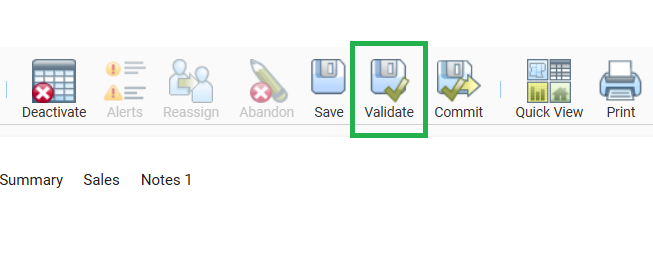 Deactivate Alerts Reassign Abandon Save Validate Commit Quick View Print
Summary Sales Notes 1